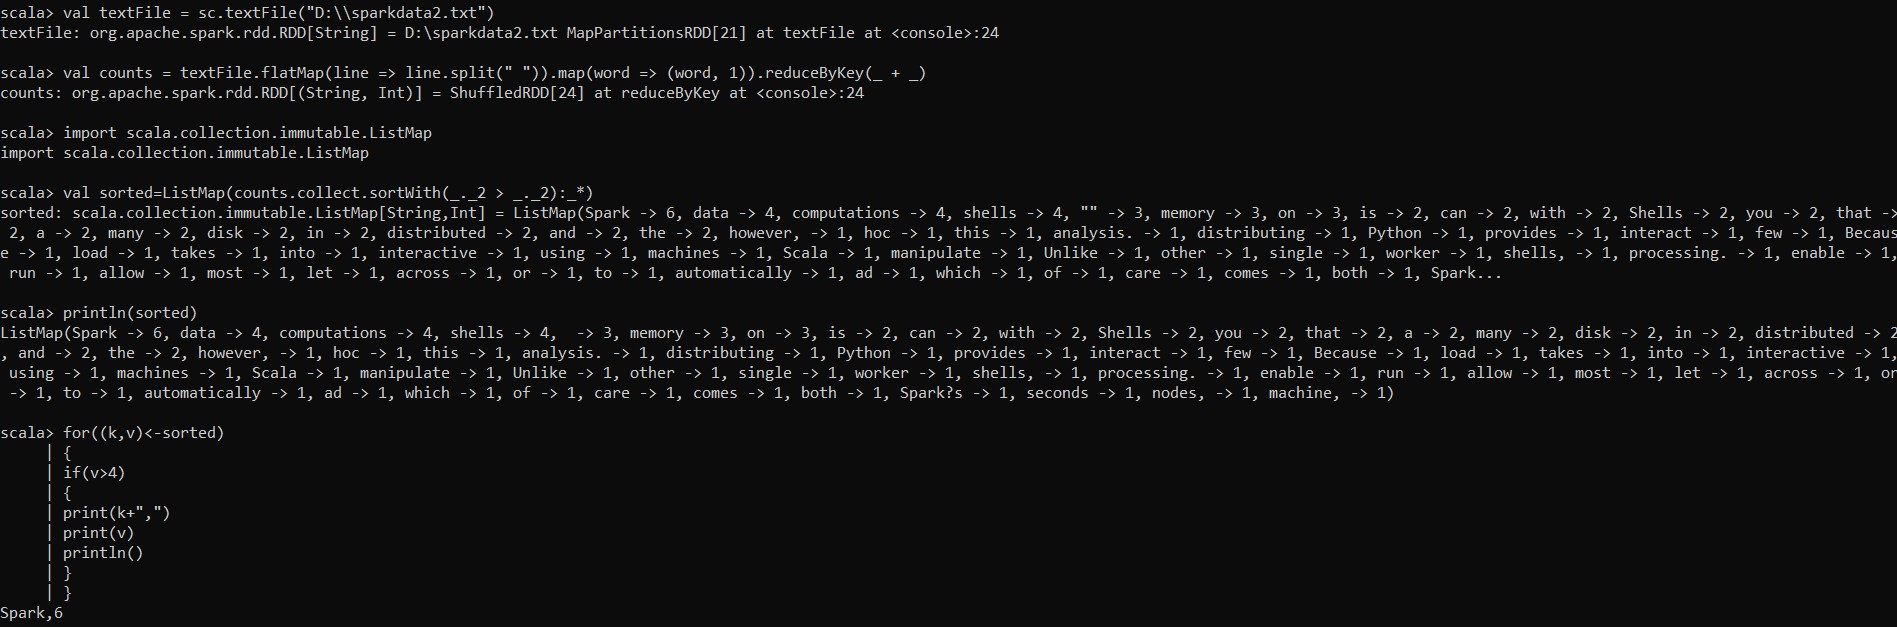 scala> val textFile = sc.textFile("D:\\sparkdata2.txt")
textFile: org.apache.spark.rdd.RDD[String] = D:\sparkdata2.txt MapPartitionsRDD[21] at textFile at <console>:24
scala> val counts = textFile.flatMap(line => line.split(" ")).map(word => (word, 1)).reduceByKey(_ + _)
counts: org.apache.spark.rdd.RDD[(String, Int)] = ShuffledRDD[24] at reduceByKey at <console>:24
scala> import scala.collection.immutable.ListMap
import scala.collection.immutable.ListMap
scala> val sorted=ListMap(counts.collect.sortWith(_._2 > _._2):_*)
sorted: scala.collection.immutable.ListMap[String,Int] = ListMap(Spark -> 6, data -> 4, computations -> 4, shells -> 4, "" -> 3, memory -> 3, on -> 3, is -> 2, can -> 2, with -> 2, Shells -> 2, you -> 2, that ->
 2, a -> 2, many -> 2, disk -> 2, in -> 2, distributed -> 2, and -> 2, the -> 2, however, -> 1, hoc -> 1, this -> 1, analysis. -> 1, distributing -> 1, Python -> 1, provides -> 1, interact -> 1, few -> 1, Becaus
e -> 1, load -> 1, takes -> 1, into -> 1, interactive -> 1, using -> 1, machines -> 1, Scala -> 1, manipulate -> 1, Unlike -> 1, other -> 1, single -> 1, worker -> 1, shells, -> 1, processing. -> 1, enable -> 1,
 run -> 1, allow -> 1, most -> 1, let -> 1, across -> 1, or -> 1, to -> 1, automatically -> 1, ad -> 1, which -> 1, of -> 1, care -> 1, comes -> 1, both -> 1, Spark...
scala> println(sorted)
ListMap(Spark -> 6, data -> 4, computations -> 4, shells -> 4,  -> 3, memory -> 3, on -> 3, is -> 2, can -> 2, with -> 2, Shells -> 2, you -> 2, that -> 2, a -> 2, many -> 2, disk -> 2, in -> 2, distributed -> 2
, and -> 2, the -> 2, however, -> 1, hoc -> 1, this -> 1, analysis. -> 1, distributing -> 1, Python -> 1, provides -> 1, interact -> 1, few -> 1, Because -> 1, load -> 1, takes -> 1, into -> 1, interactive -> 1,
 using -> 1, machines -> 1, Scala -> 1, manipulate -> 1, Unlike -> 1, other -> 1, single -> 1, worker -> 1, shells, -> 1, processing. -> 1, enable -> 1, run -> 1, allow -> 1, most -> 1, let -> 1, across -> 1, or
 -> 1, to -> 1, automatically -> 1, ad -> 1, which -> 1, of -> 1, care -> 1, comes -> 1, both -> 1, Spark?s -> 1, seconds -> 1, nodes, -> 1, machine, -> 1)
scala> for((k,v)<-sorted)
     | {
     | if(v>4)
     | {
     | print(k+",")
     | print(v)
     | println()
     | }
     | }
Spark,6